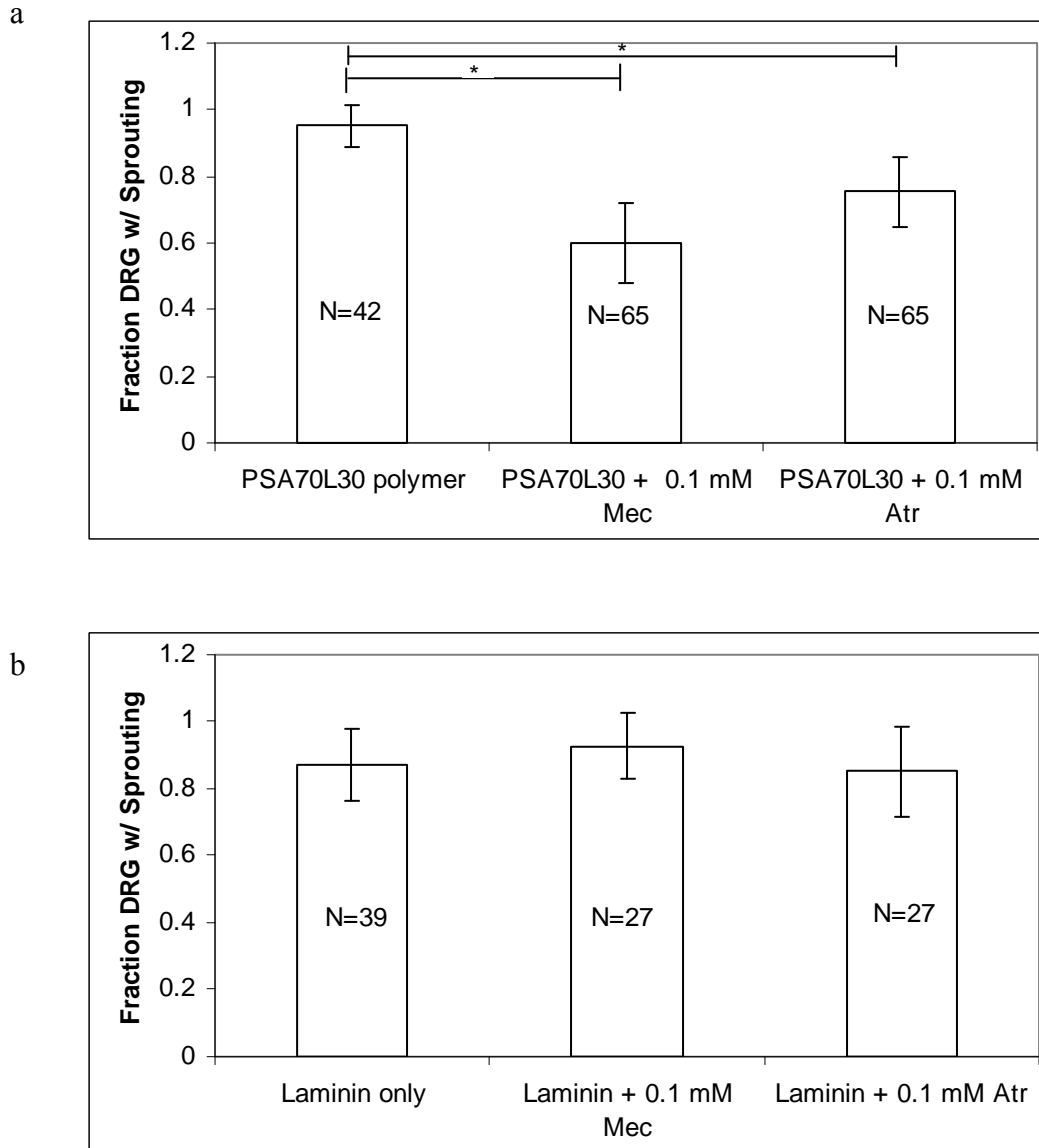 a
1.2
1
0.8
0.6
0.4
0.2
0
Fraction DRG w/ Sprouting
*
*
N=42
N=65
N=65
PSA70L30 polymer
PSA70L30 + 0.1 mM
Mec
PSA70L30 + 0.1 mM
Atr
b
1.2
1
0.8
0.6
0.4
0.2
0
Fraction DRG w/ Sprouting
N=39
N=27
N=27
Laminin only
Laminin + 0.1 mM
Mec
Laminin + 0.1 mM Atr